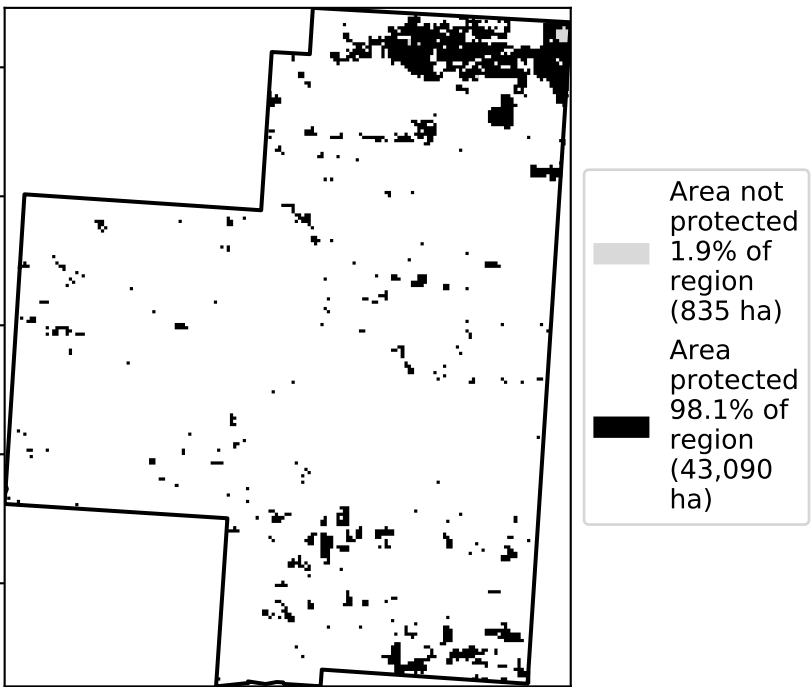 Area not
protected
1.9% of
region
(835 ha)
Area
protected
98.1% of
region
(43,090
ha)